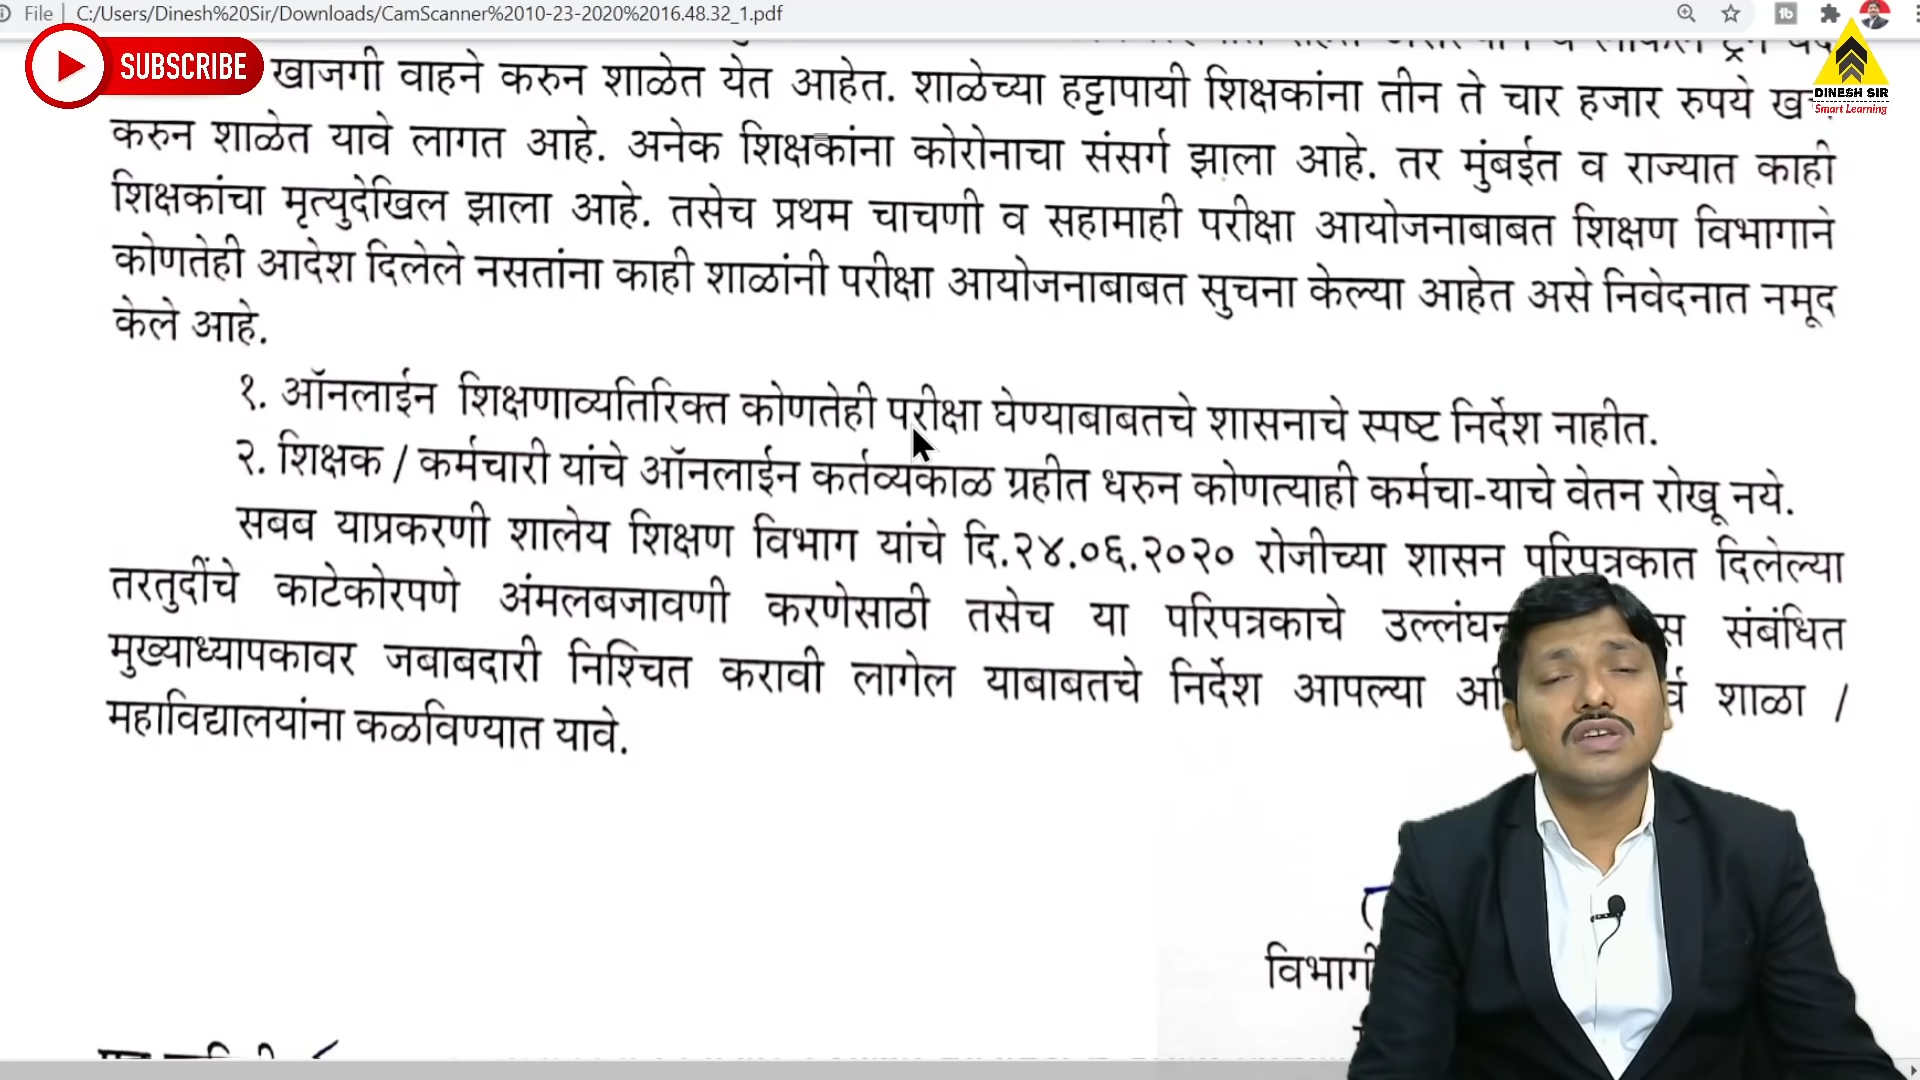 File | C:/Users/Dinesh%20Sir/Downloads/CamScanner%2010-23-2020%2016.48.32_1.pdf
SUBSCRIBE
DINESH SIR
Smart Learning
खाजगी वाहने करुन शाळेत येत आहेत. शाळेच्या हट्टापायी शिक्षकांना तीन ते चार हजार रुपये
करुन शाळेत यावे लागत आहे. अनेक शिक्षकांना कोरोनाचा संसर्ग झाला आहे. तर मुंबईत व राज्यात काही
शिक्षकांचा मृत्युदेखिल झाला आहे. तसेच प्रथम चाचणी व सहामाही परीक्षा आयोजनाबाबत शिक्षण विभागाने
कोणतेही आदेश दिलेले नसतांना काही शाळांनी परीक्षा आयोजनाबाबत सुचना केल्या आहेत असे निवेदनात नमूद
केले आहे.
१. ऑनलाईन शिक्षणाव्यतिरिक्त कोणतेही परीक्षा घेण्याबाबतचे शासनाचे स्पष्ट निर्देश नाहीत.
२. शिक्षक / कर्मचारी यांचे ऑनलाईन कर्तव्यकाळ ग्रहीत धरुन कोणत्याही कर्मचा-याचे वेतन रोखू नये.
सबब याप्रकरणी शालेय शिक्षण विभाग यांचे दि.२४.०६.२०२० रोजीच्या शासन परिपत्रकात दिलेल्या
तरतुदींचे काटेकोरपणे अंमलबजावणी करणेसाठी तसेच या परिपत्रकाचे उल्लंघन संबंधित
मुख्याध्यापकावर जबाबदारी निश्चित करावी लागेल याबाबतचे निर्देश आपल्या शाळा /
महाविद्यालयांना कळविण्यात यावे.